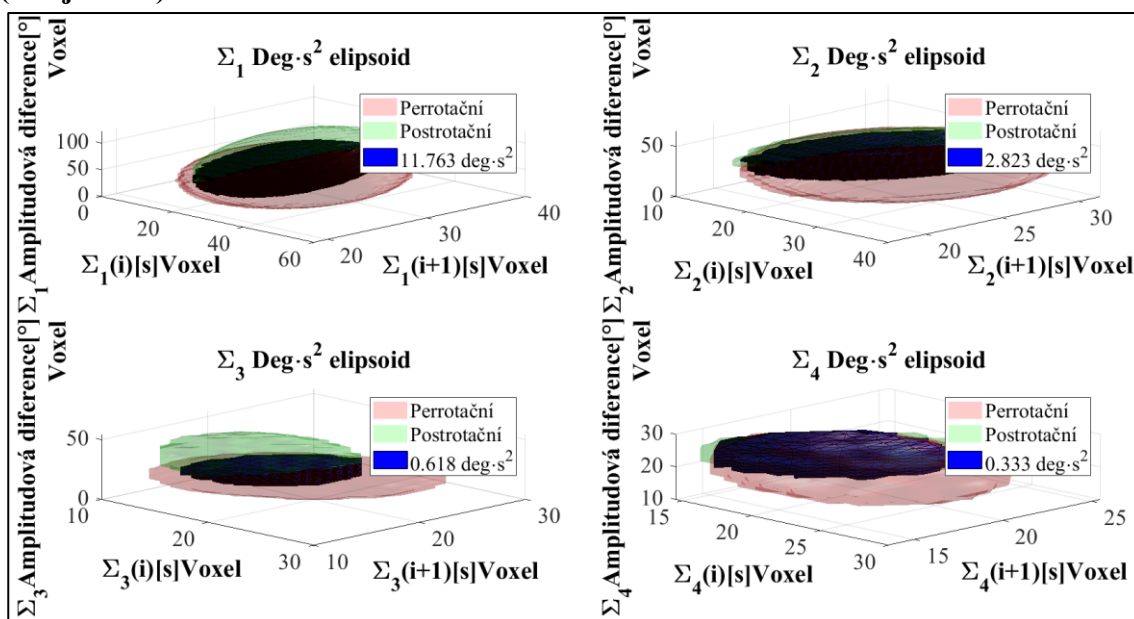 Σ₁ Deg·s² elipsoid
Σ₁ Amplitudová diference[°]
Voxel
100
50
0
0
20
40
60
20
30
40
Σ₁(i)[s]Voxel
Σ₁(i+1)[s]Voxel
Perrotační
Postrotační
11.763 deg·s²
Σ₂ Deg·s² elipsoid
Σ₂ Amplitudová diference[°]
Voxel
50
0
10
20
30
40
20
25
30
Σ₂(i)[s]Voxel
Σ₂(i+1)[s]Voxel
Perrotační
Postrotační
2.823 deg·s²
Σ₃ Deg·s² elipsoid
Σ₃ Amplitudová diference[°]
Voxel
50
0
10
20
30
10
20
30
Σ₃(i)[s]Voxel
Σ₃(i+1)[s]Voxel
Perrotační
Postrotační
0.618 deg·s²
Σ₄ Deg·s² elipsoid
Σ₄ Amplitudová diference[°]
Voxel
30
20
10
15
20
25
30
15
20
25
Σ₄(i)[s]Voxel
Σ₄(i+1)[s]Voxel
Perrotační
Postrotační
0.333 deg·s²